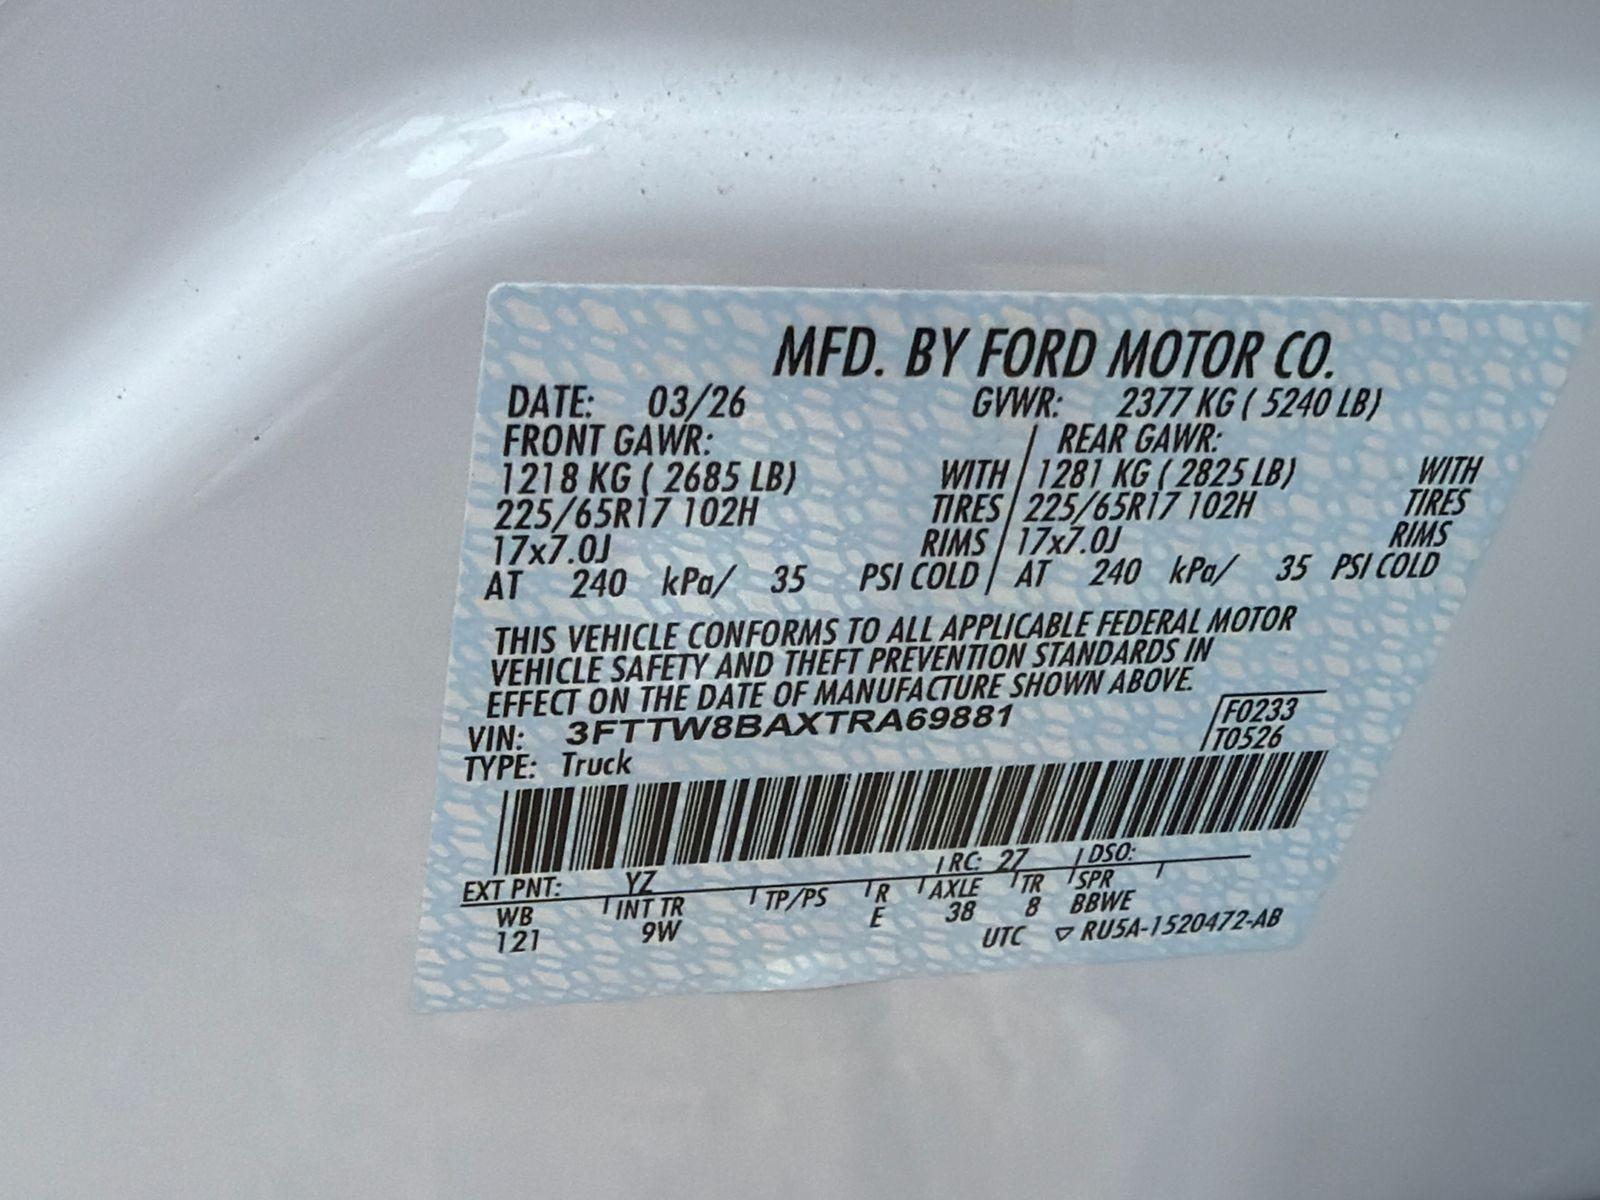 MFD. BY FORD MOTOR CO.
DATE: 03/26 GVWR: 2377 KG ( 5240 LB)
FRONT GAWR: / REAR GAWR:
1218 KG ( 2685 LB) WITH / 1281 KG ( 2825 LB) WITH
225/65R17 102H TIRES / 225/65R17 102H TIRES
17x7.0J RIMS / 17x7.0J RIMS
AT 240 kPa/ 35 PSI COLD / AT 240 kPa/ 35 PSI COLD
THIS VEHICLE CONFORMS TO ALL APPLICABLE FEDERAL MOTOR
VEHICLE SAFETY AND THEFT PREVENTION STANDARDS IN
EFFECT ON THE DATE OF MANUFACTURE SHOWN ABOVE.
VIN: 3FTTW8BAXTRA69881 F0233
TYPE: Truck T0526
EXT PNT: YZ RC: 27 DSO:
WB INT TR TP/PS R AXLE TR SPR
121 9W E 38 8 BBWE
UTC ▽ RU5A-1520472-AB